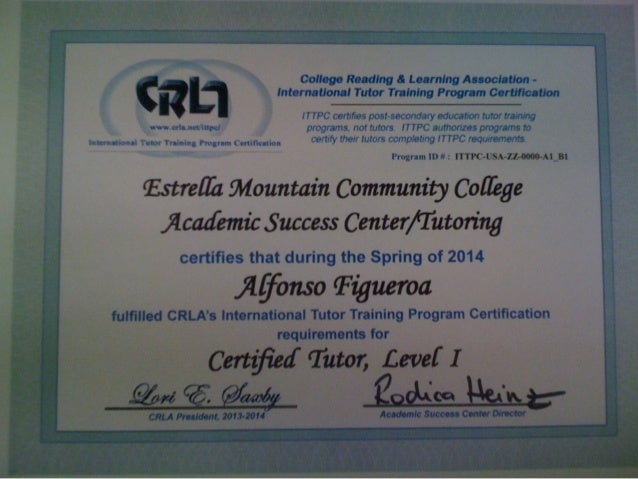 College Reading & Learning Association -
International Tutor Training Program Certification
CRLA
www.crla.net/ittpc/
International Tutor Training Program Certification
ITTPC certifies post-secondary education tutor training
programs, not tutors. ITTPC authorizes programs to
certify their tutors completing ITTPC requirements.
Program ID # : ITTPC-USA-ZZ-0000-A1_B1
Estrella Mountain Community College
Academic Success Center/Tutoring
certifies that during the Spring of 2014
Alfonso Figueroa
fulfilled CRLA's International Tutor Training Program Certification
requirements for
Certified Tutor, Level I
Lori E. Saxby
Rodica Heinz
CRLA President, 2013-2014
Academic Success Center Director